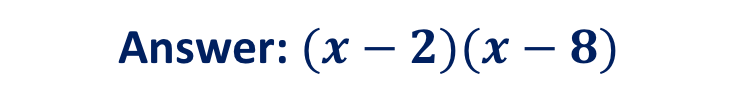 Answer: (𝒙 − 𝟐)(𝒙 − 𝟖)